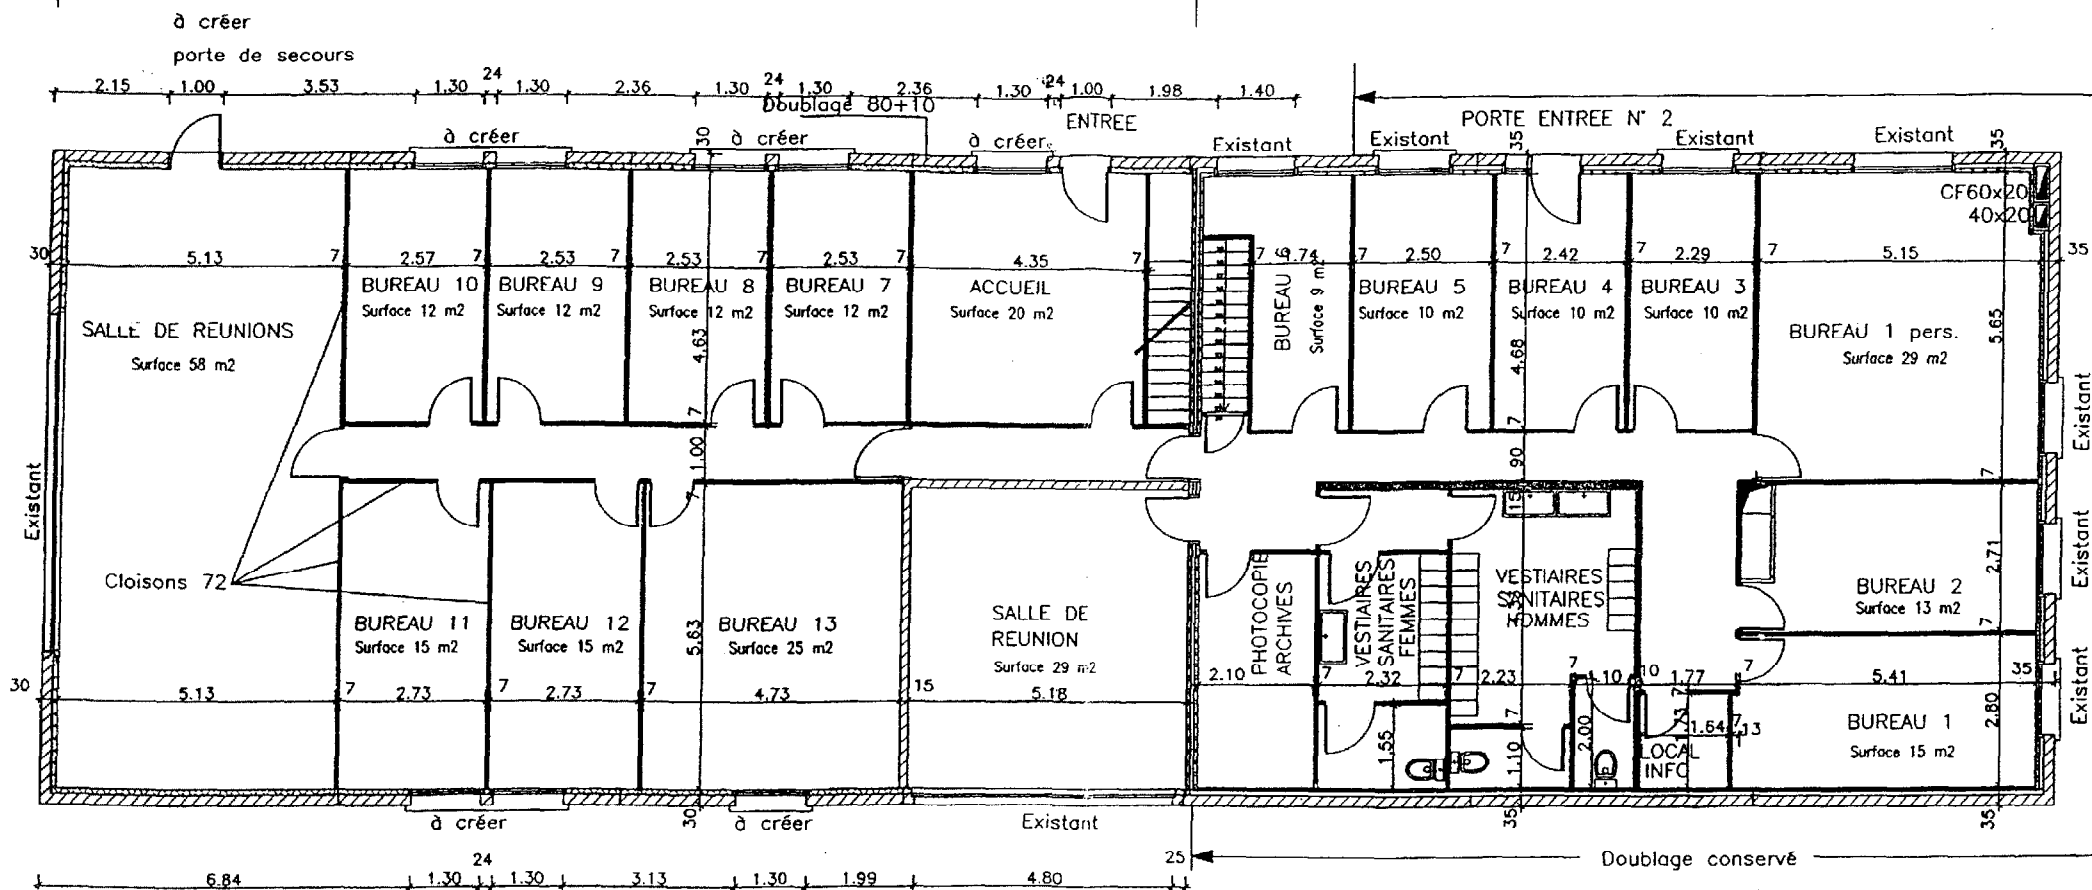 à créer
porte de secours
2.15 1.00 3.53 1.30 24 1.30 2.36 1.30 24 1.30 2.36 1.30 24 1.00 1.98 1.40
Doublage 80+10
ENTREE
PORTE ENTREE N° 2
à créer
30
à créer
à créer
Existant
Existant
35
Existant
Existant
35
CF60x20
40x20
30 5.13 7 2.57 7 2.53 7 2.53 7 2.53 7 4.35 7 7 1.74 7 2.50 7 2.42 7 2.29 7 5.15 35
SALLE DE REUNIONS
Surface 58 m2
BUREAU 10
Surface 12 m2
BUREAU 9
Surface 12 m2
BUREAU 8
Surface 12 m2
BUREAU 7
Surface 12 m2
ACCUEIL
Surface 20 m2
BUREAU 6
Surface 9 m2
BUREAU 5
Surface 10 m2
BUREAU 4
Surface 10 m2
BUREAU 3
Surface 10 m2
BUREAU 1 pers.
Surface 29 m2
4.63
7
1.00
7
5.63
30
4.68
7
90
15
7
1.10
35
5.65
7
2.71
7
2.80
35
Existant
Existant
Existant
Existant
Cloisons 72
BUREAU 11
Surface 15 m2
BUREAU 12
Surface 15 m2
BUREAU 13
Surface 25 m2
SALLE DE
REUNION
Surface 29 m2
PHOTOCOPIE
ARCHIVES
VESTIAIRES
SANITAIRES
FEMMES
VESTIAIRES
SANITAIRES
HOMMES
BUREAU 2
Surface 13 m2
30 5.13 7 2.73 7 2.73 7 4.73 15 5.18 2.10 7 2.32 7 2.23 7 1.10 10 1.77 7 5.41 35
1.55
2.00
1.73
7
1.64 7 13
LOCAL
INFO
BUREAU 1
Surface 15 m2
à créer
à créer
Existant
25
Doublage conservé
6.84 1.30 24 1.30 3.13 1.30 1.99 4.80